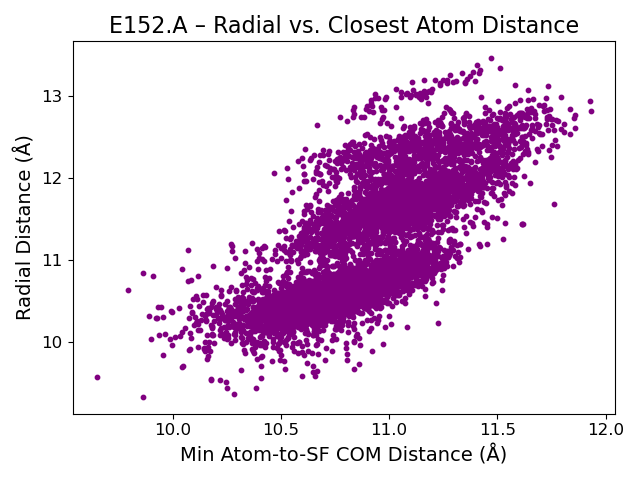 E152.A – Radial vs. Closest Atom Distance
Radial Distance (Å)
13
12
11
10
10.0 10.5 11.0 11.5 12.0
Min Atom-to-SF COM Distance (Å)